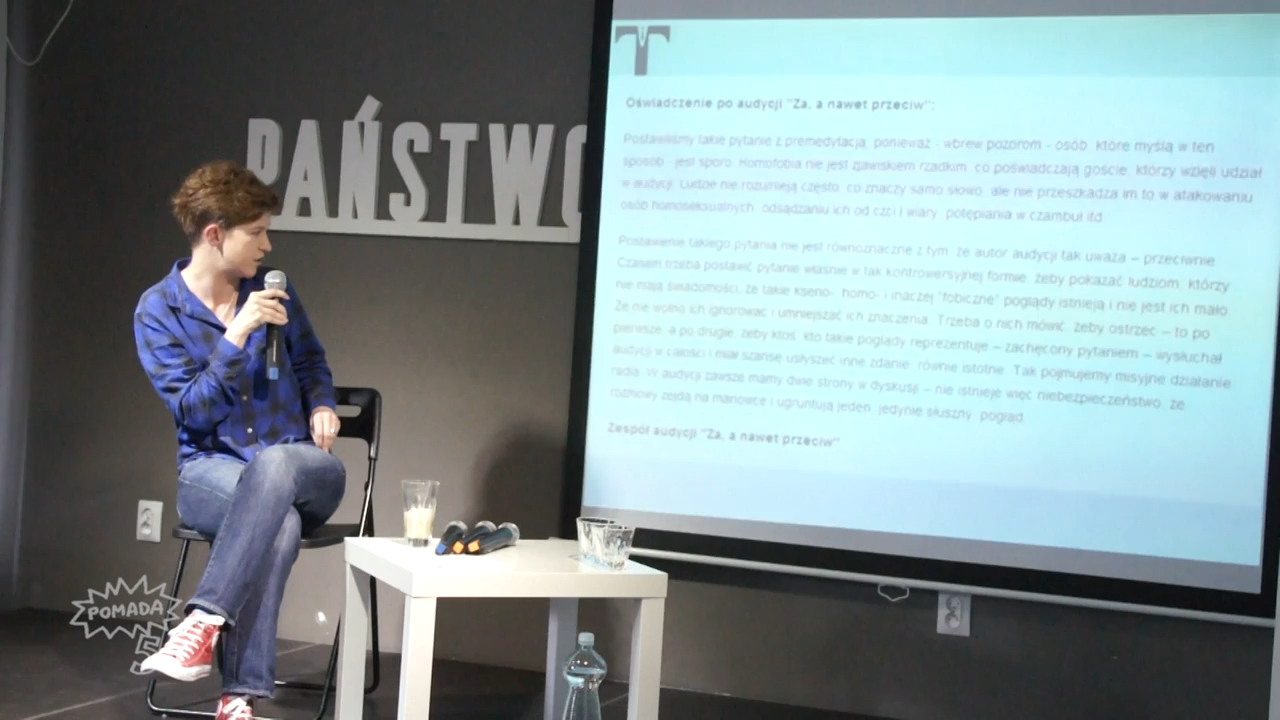 PAŃSTWO
T
Oświadczenie po audycji "Za, a nawet przeciw":
Postawiliśmy takie pytanie z premedytacją, ponieważ - wbrew pozorom - osób, które myślą w ten
sposób - jest sporo. Homofobia nie jest zjawiskiem rzadkim, co poświadczają goście, którzy wzięli udział
w audycji. Ludzie nie rozumieją często, co znaczy samo słowo, ale nie przeszkadza im to w atakowaniu
osób homoseksualnych, odsądzaniu ich od czci i wiary, potępiania w czambuł itd.
Postawienie takiego pytania nie jest równoznaczne z tym, że autor audycji tak uważa – przeciwnie.
Czasem trzeba postawić pytanie właśnie w tak kontrowersyjnej formie, żeby pokazać ludziom, którzy
nie mają świadomości, że takie kseno-, homo- i inaczej "fobiczne" poglądy istnieją i nie jest ich mało.
Że nie wolno ich ignorować i umniejszać ich znaczenia. Trzeba o nich mówić, żeby ostrzec – to po
pierwsze, a po drugie, żeby ktoś, kto takie poglądy reprezentuje – zachęcony pytaniem – wysłuchał
audycji w całości i miał szansę usłyszeć inne zdanie, równie istotne. Tak pojmujemy misyjne działanie
radia. W audycji zawsze mamy dwie strony w dyskusji – nie istnieje więc niebezpieczeństwo, że
rozmowy zejdą na manowce i ugruntują jeden, jedynie słuszny, pogląd.
Zespół audycji "Za, a nawet przeciw"
POMADA
5